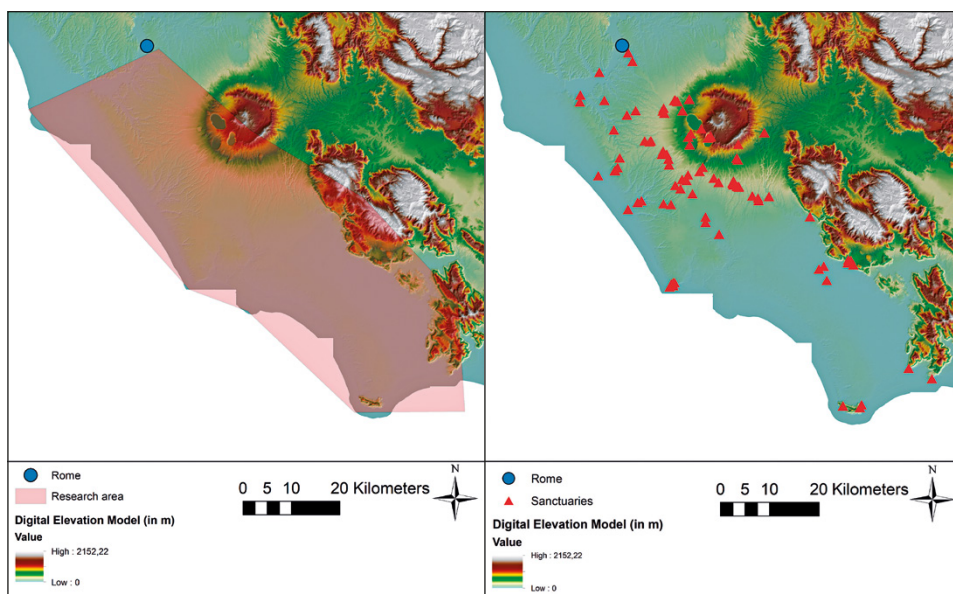 Rome
Research area
Digital Elevation Model (in m)
Value
High : 2152,22
Low : 0
0 5 10 20 Kilometers
N
Rome
Sanctuaries
Digital Elevation Model (in m)
Value
High : 2152,22
Low : 0
0 5 10 20 Kilometers
N